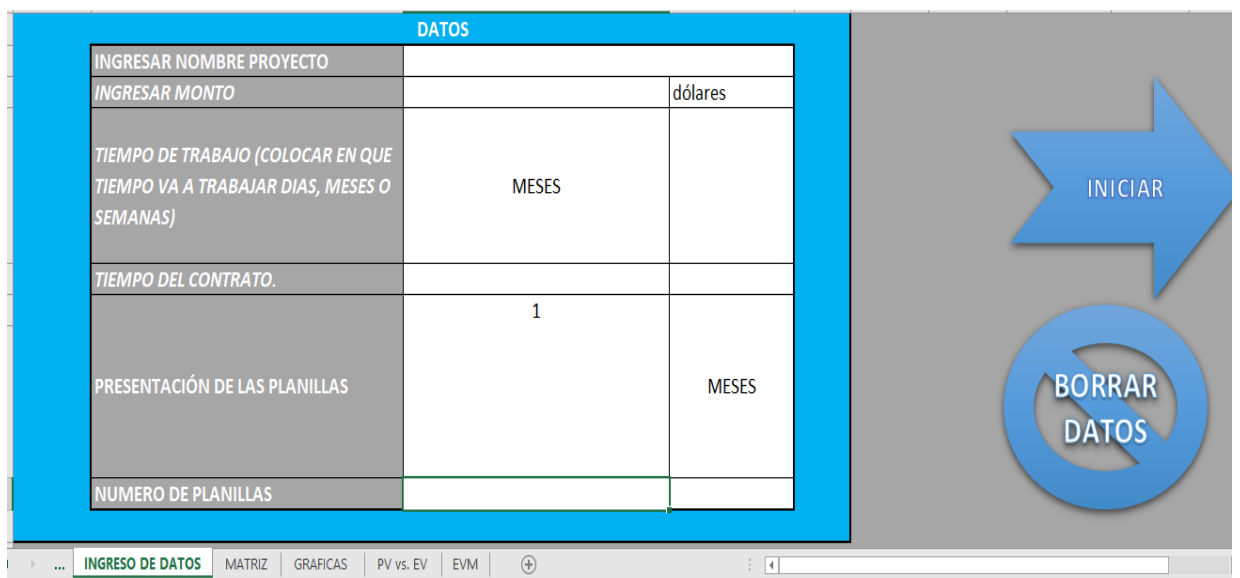 DATOS
INGRESAR NOMBRE PROYECTO
INGRESAR MONTO
dólares
TIEMPO DE TRABAJO (COLOCAR EN QUE
TIEMPO VA A TRABAJAR DIAS, MESES O
SEMANAS)
MESES
INICIAR
TIEMPO DEL CONTRATO.
1
PRESENTACIÓN DE LAS PLANILLAS
MESES
BORRAR
DATOS
NUMERO DE PLANILLAS
... INGRESO DE DATOS MATRIZ GRAFICAS PV vs. EV EVM